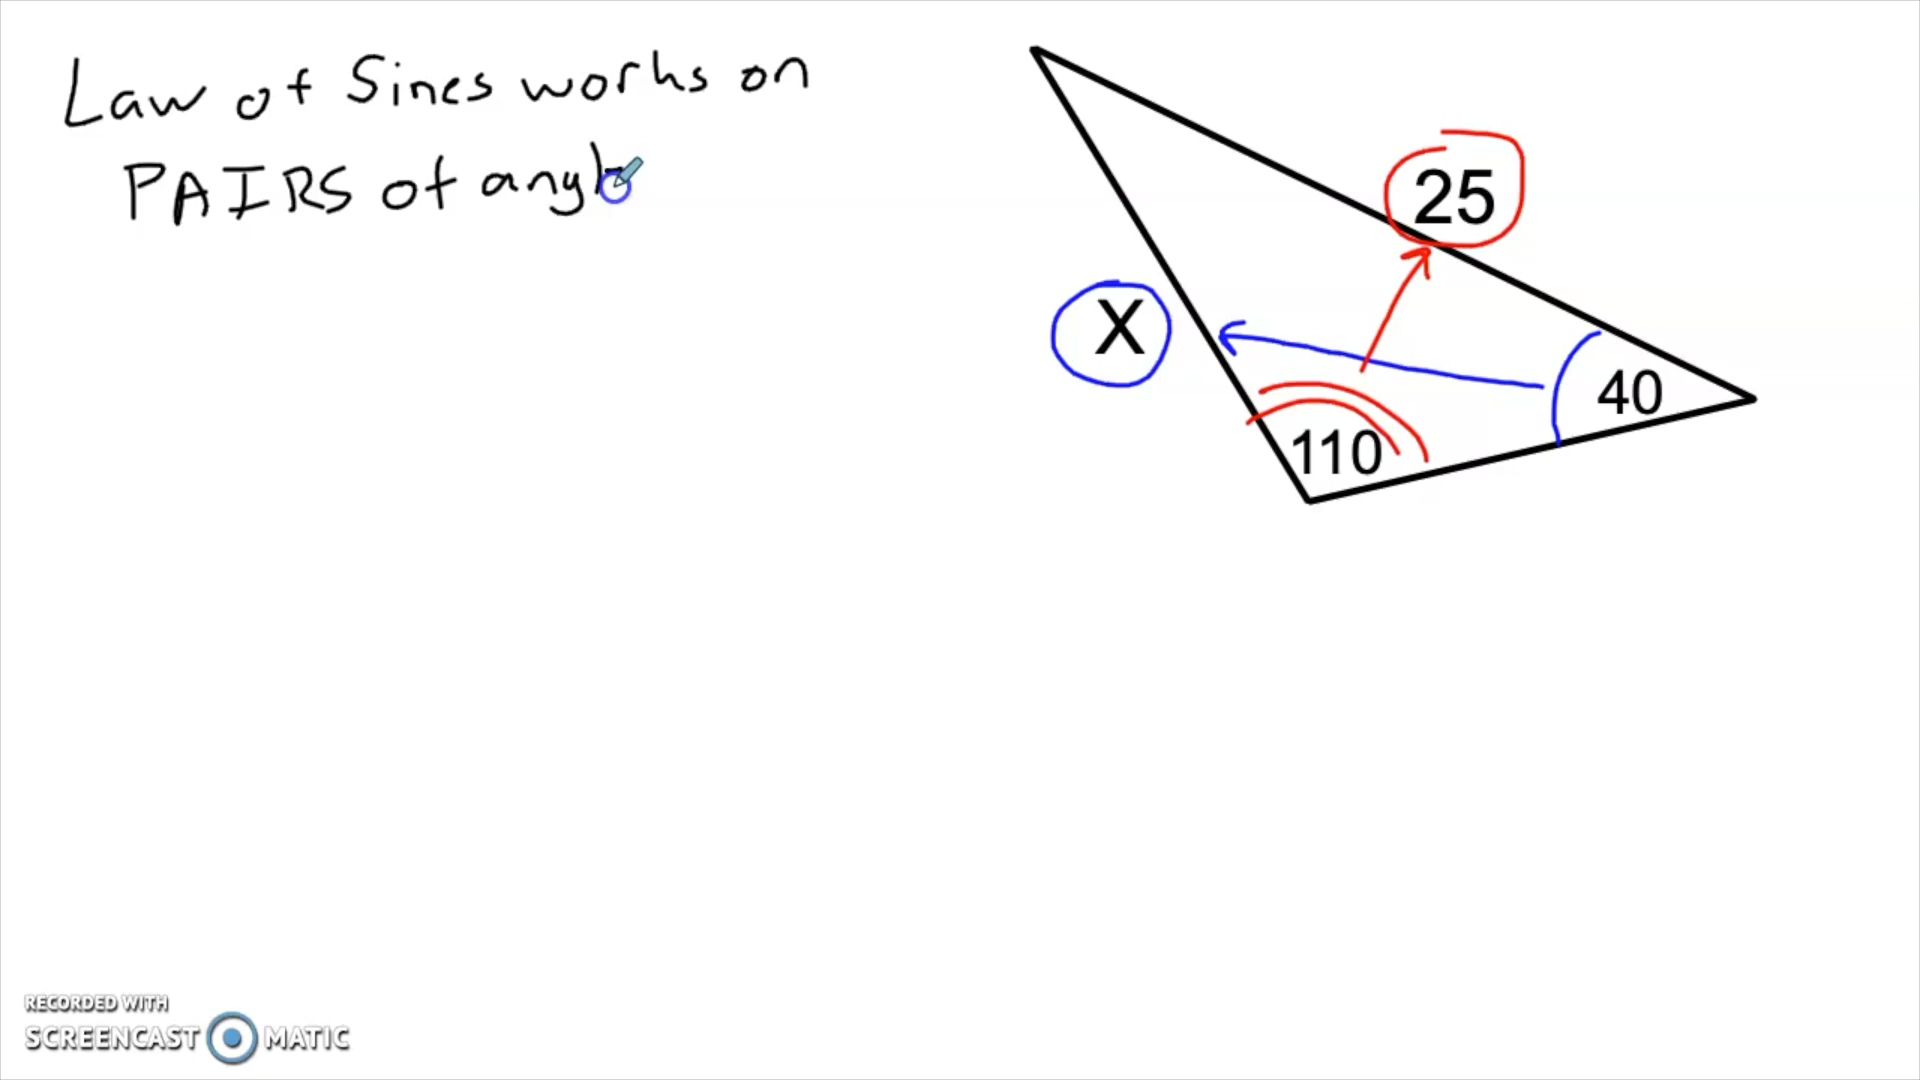 Law of Sines works on
PAIRS of angl
25
X
40
110
RECORDED WITH
SCREENCAST MATIC